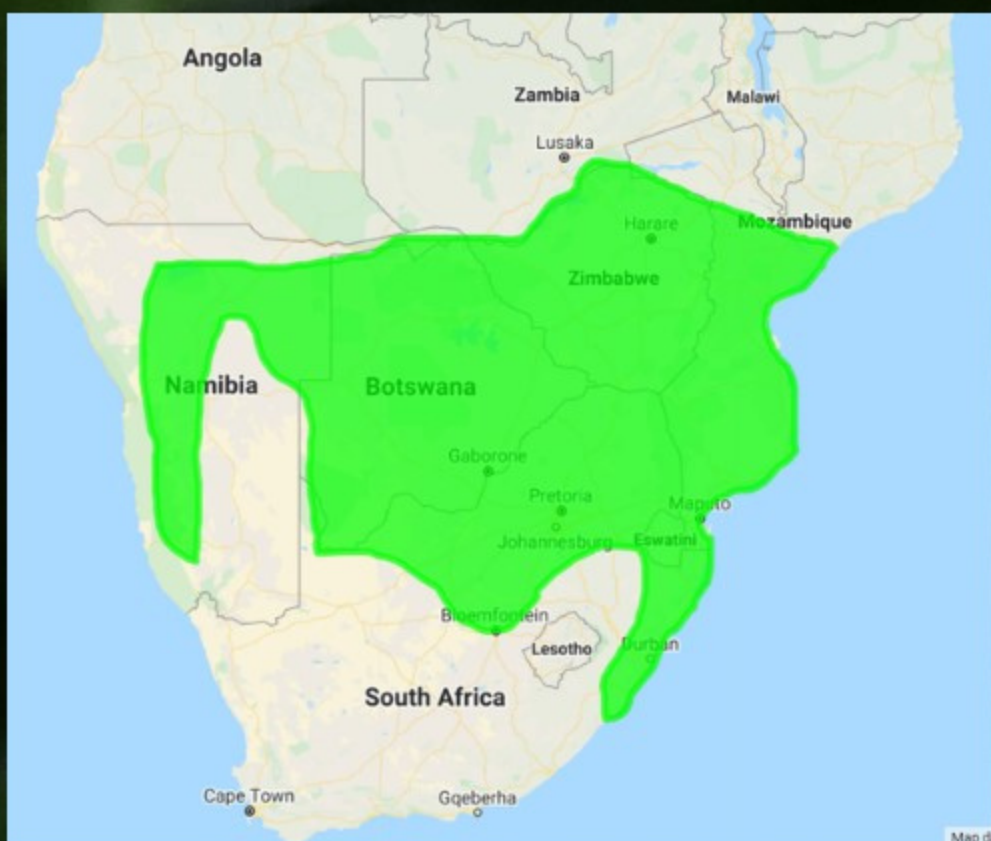 Angola
Zambia
Malawi
Lusaka
Mozambique
Harare
Zimbabwe
Namibia
Botswana
Gaborone
Pretoria
Maputo
Johannesburg
Eswatini
Bloemfontein
Lesotho
Durban
South Africa
Cape Town
Gqeberha
Map d